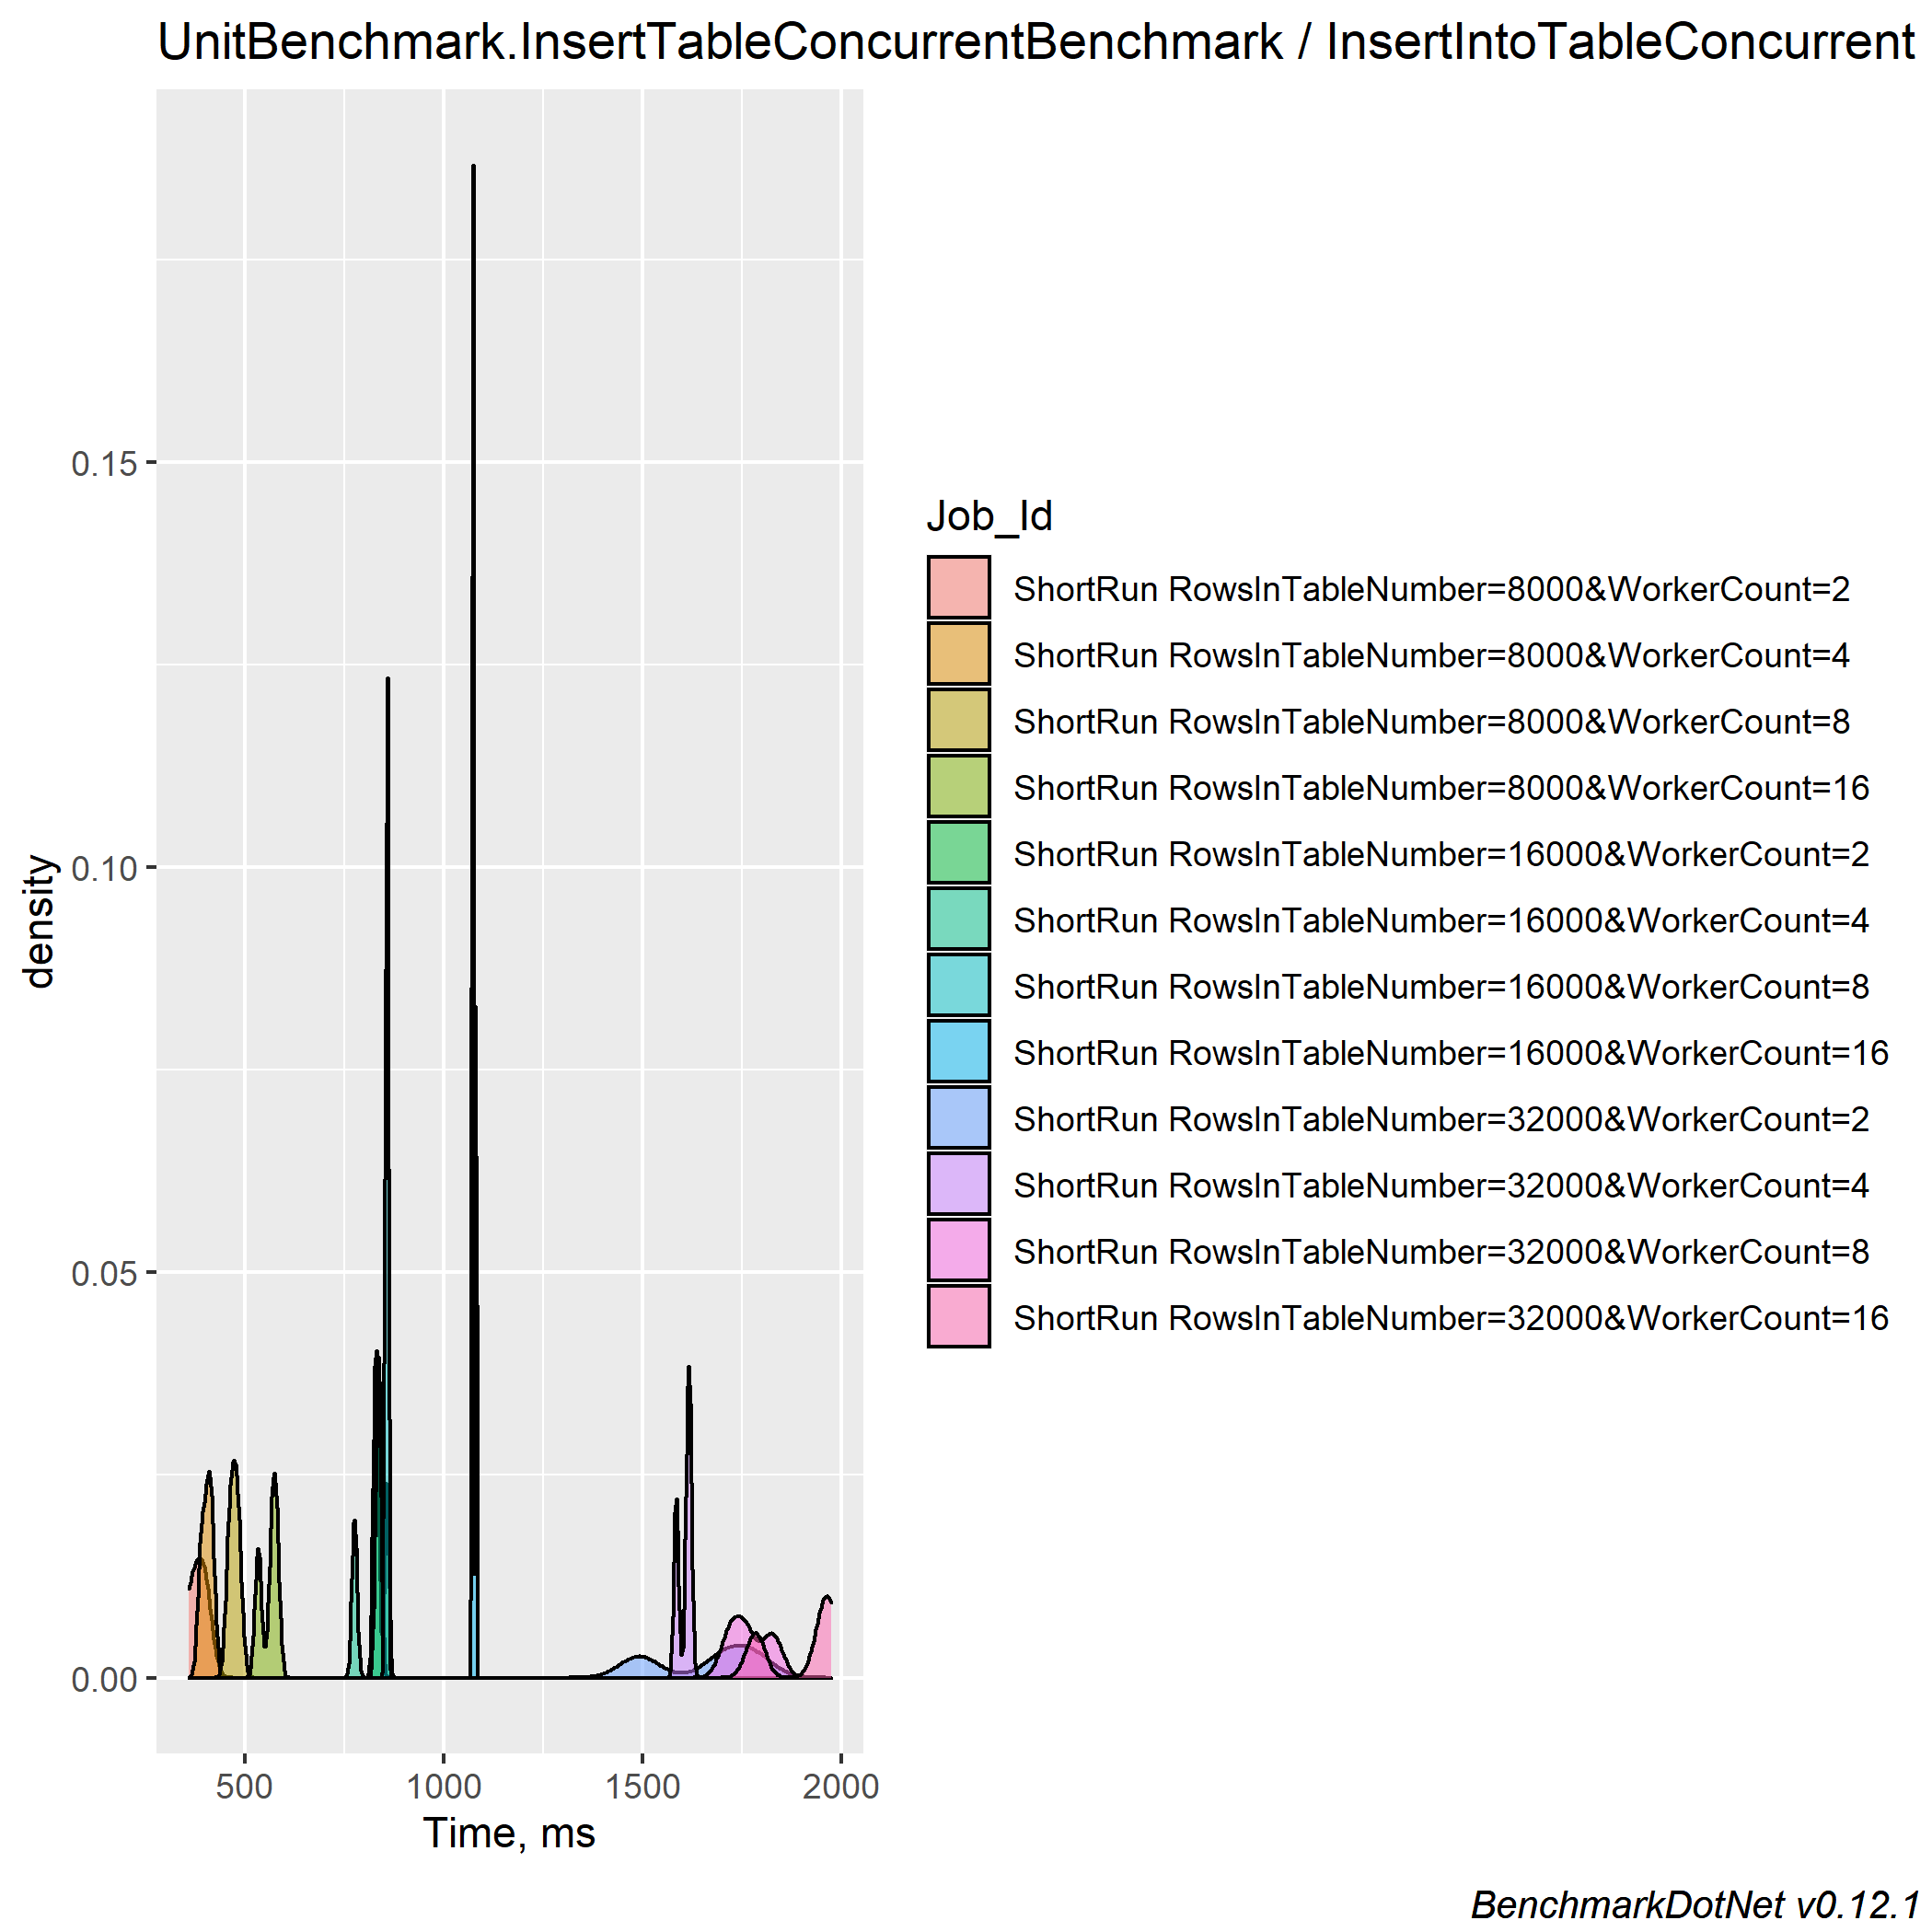 UnitBenchmark.InsertTableConcurrentBenchmark / InsertIntoTableConcurrent
density
0.15
0.10
0.05
0.00
500 1000 1500 2000
Time, ms
Job_Id
ShortRun RowsInTableNumber=8000&WorkerCount=2
ShortRun RowsInTableNumber=8000&WorkerCount=4
ShortRun RowsInTableNumber=8000&WorkerCount=8
ShortRun RowsInTableNumber=8000&WorkerCount=16
ShortRun RowsInTableNumber=16000&WorkerCount=2
ShortRun RowsInTableNumber=16000&WorkerCount=4
ShortRun RowsInTableNumber=16000&WorkerCount=8
ShortRun RowsInTableNumber=16000&WorkerCount=16
ShortRun RowsInTableNumber=32000&WorkerCount=2
ShortRun RowsInTableNumber=32000&WorkerCount=4
ShortRun RowsInTableNumber=32000&WorkerCount=8
ShortRun RowsInTableNumber=32000&WorkerCount=16
BenchmarkDotNet v0.12.1